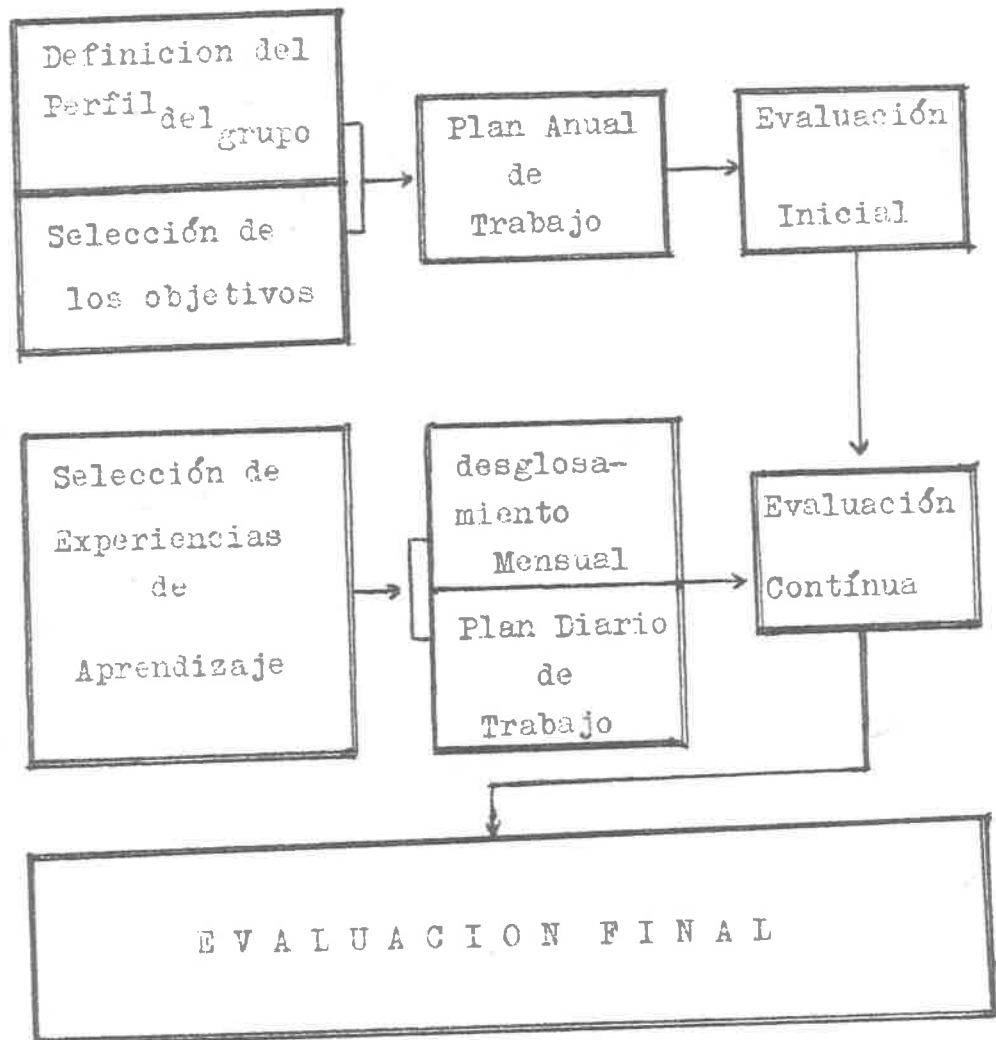 Definicion del
Perfil del grupo
Selección de
los objetivos
Plan Anual
de
Trabajo
Evaluación
Inicial
Selección de
Experiencias
de
Aprendizaje
desglosa-
miento
Mensual
Plan Diario
de
Trabajo
Evaluación
Contínua
E V A L U A C I O N F I N A L